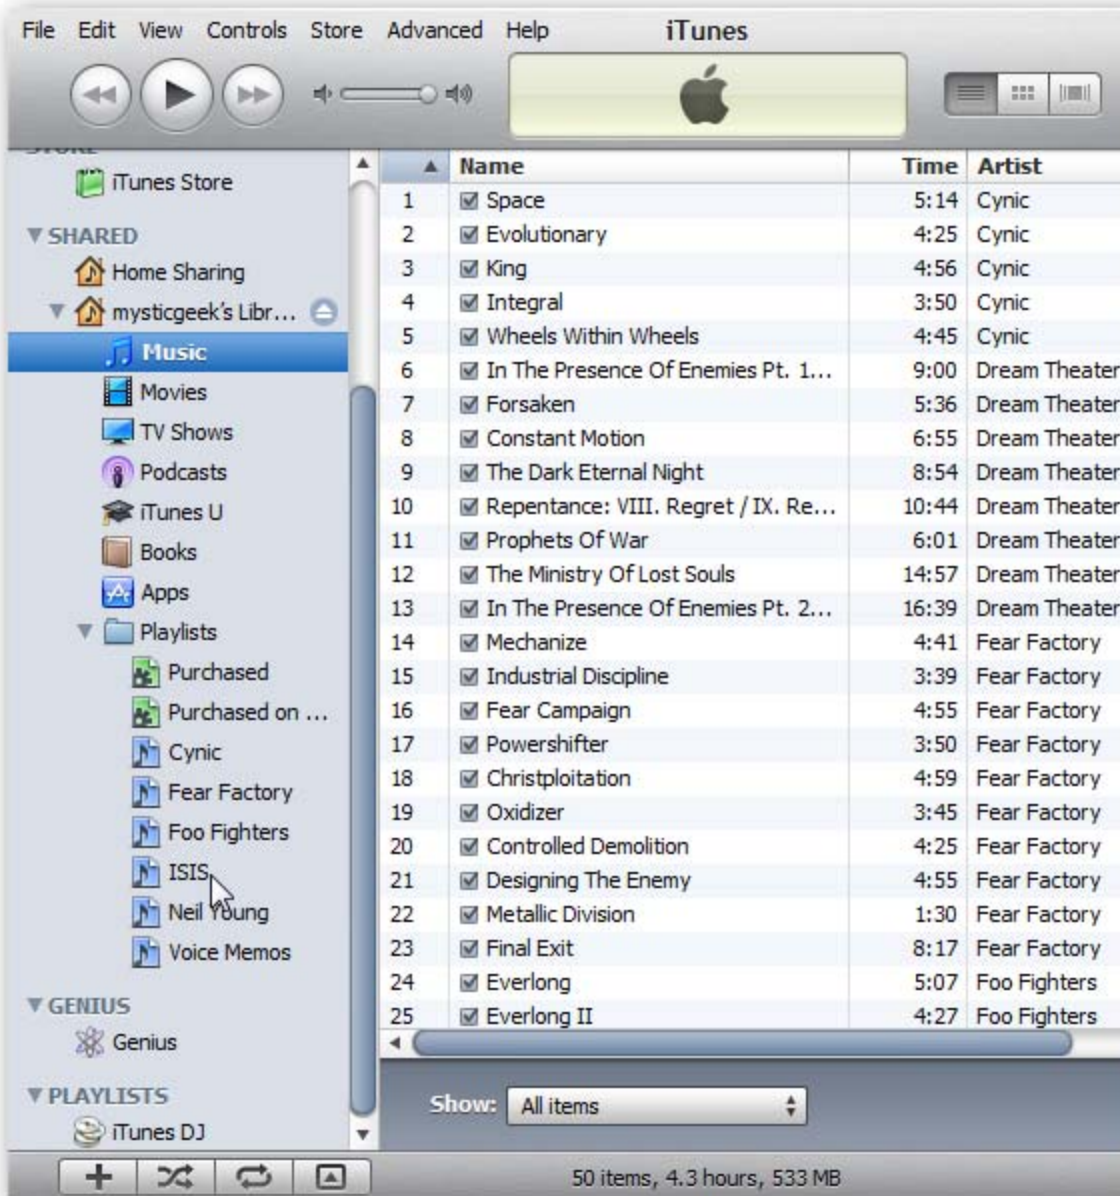 File Edit View Controls Store Advanced Help iTunes
STORE
iTunes Store
SHARED
Home Sharing
mysticgeek's Libr...
Music
Movies
TV Shows
Podcasts
iTunes U
Books
Apps
Playlists
Purchased
Purchased on ...
Cynic
Fear Factory
Foo Fighters
ISIS
Neil Young
Voice Memos
GENIUS
Genius
PLAYLISTS
iTunes DJ
Name Time Artist
1 Space 5:14 Cynic
2 Evolutionary 4:25 Cynic
3 King 4:56 Cynic
4 Integral 3:50 Cynic
5 Wheels Within Wheels 4:45 Cynic
6 In The Presence Of Enemies Pt. 1... 9:00 Dream Theater
7 Forsaken 5:36 Dream Theater
8 Constant Motion 6:55 Dream Theater
9 The Dark Eternal Night 8:54 Dream Theater
10 Repentance: VIII. Regret / IX. Re... 10:44 Dream Theater
11 Prophets Of War 6:01 Dream Theater
12 The Ministry Of Lost Souls 14:57 Dream Theater
13 In The Presence Of Enemies Pt. 2... 16:39 Dream Theater
14 Mechanize 4:41 Fear Factory
15 Industrial Discipline 3:39 Fear Factory
16 Fear Campaign 4:55 Fear Factory
17 Powershifter 3:50 Fear Factory
18 Christploitation 4:59 Fear Factory
19 Oxidizer 3:45 Fear Factory
20 Controlled Demolition 4:25 Fear Factory
21 Designing The Enemy 4:55 Fear Factory
22 Metallic Division 1:30 Fear Factory
23 Final Exit 8:17 Fear Factory
24 Everlong 5:07 Foo Fighters
25 Everlong II 4:27 Foo Fighters
Show: All items
50 items, 4.3 hours, 533 MB